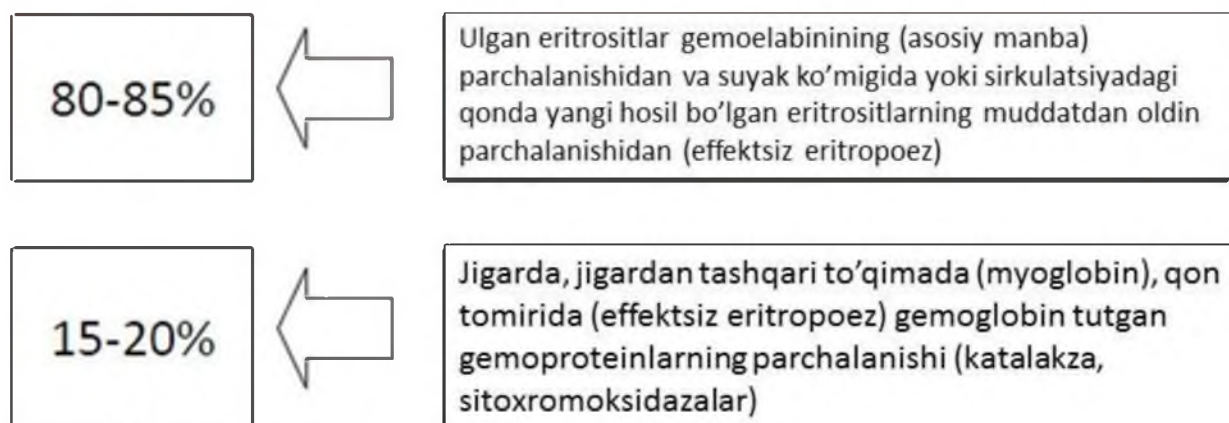 80-85%
Ulgan eritrositlar gemoelabinining (asosiy manba)
parchalanishidan va suyak ko’migida yoki sirkulatsiyadagi
qonda yangi hosil bo’lgan eritrositlarning muddatdan oldin
parchalanishidan (effektsiz eritropoez)
15-20%
Jigarda, jigardan tashqari to’qimada (myoglobin), qon
tomirida (effektsiz eritropoez) gemoglobin tutgan
gemoproteinlarning parchalanishi (katalakza,
sitoxromoksidazalar)